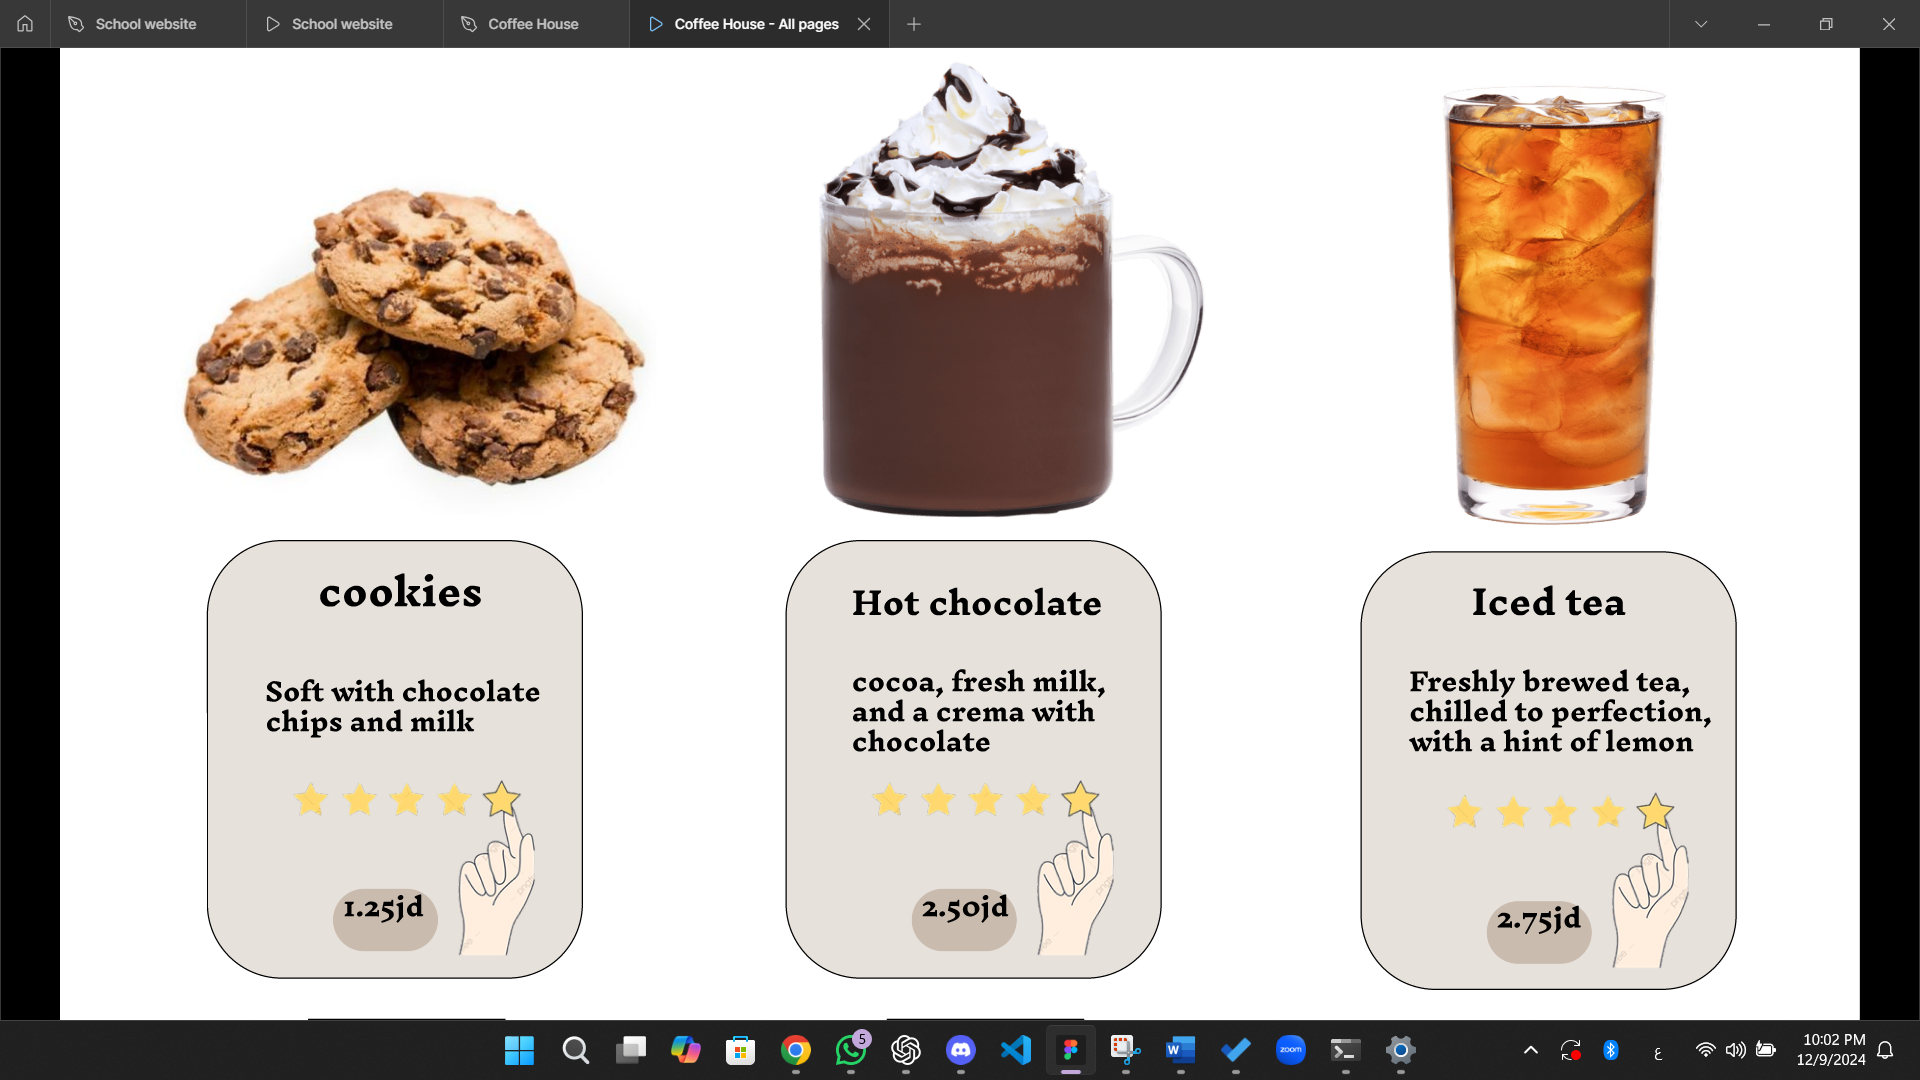 School website
School website
Coffee House
Coffee House - All pages
cookies
Soft with chocolate
chips and milk
1.25jd
Hot chocolate
cocoa, fresh milk,
and a crema with
chocolate
2.50jd
Iced tea
Freshly brewed tea,
chilled to perfection,
with a hint of lemon
2.75jd
5
W
zoom
ع
10:02 PM
12/9/2024